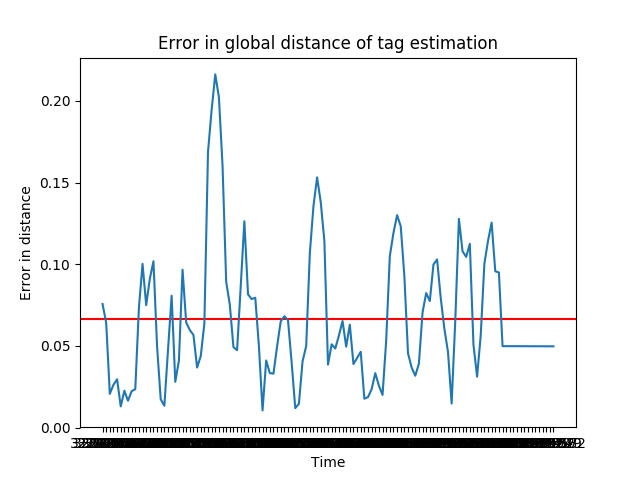 Error in global distance of tag estimation
0.20
0.15
0.10
0.05
0.00
Error in distance
Time